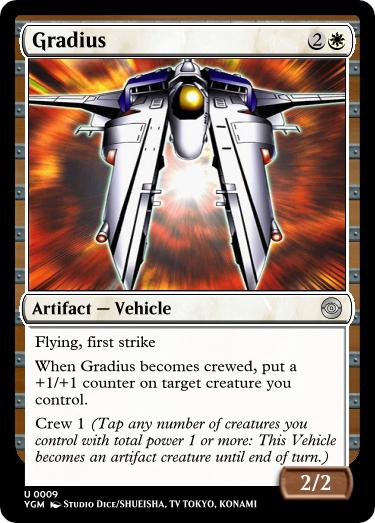 Gradius 2
Artifact — Vehicle
Flying, first strike
When Gradius becomes crewed, put a
+1/+1 counter on target creature you
control.
Crew 1 (Tap any number of creatures you
control with total power 1 or more: This Vehicle
becomes an artifact creature until end of turn.)
2/2
U 0009
YGM STUDIO DICE/SHUEISHA, TV TOKYO, KONAMI